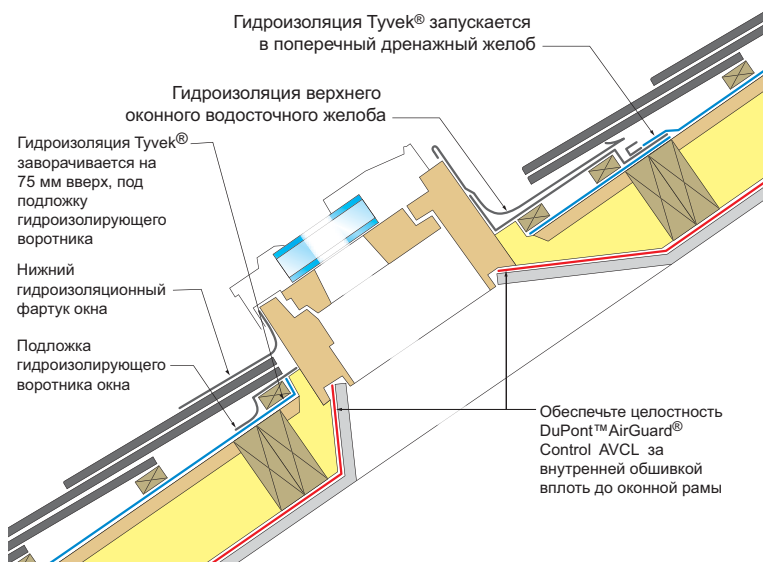 Гидроизоляция Tyvek® запускается
в поперечный дренажный желоб
Гидроизоляция верхнего
оконного водосточного желоба
Гидроизоляция Tyvek®
заворачивается на
75 мм вверх, под
подложку
гидроизолирующего
воротника
Нижний
гидроизоляционный
фартук окна
Подложка
гидроизолирующего
воротника окна
Обеспечьте целостность
DuPont™AirGuard®
Control AVCL за
внутренней обшивкой
вплоть до оконной рамы